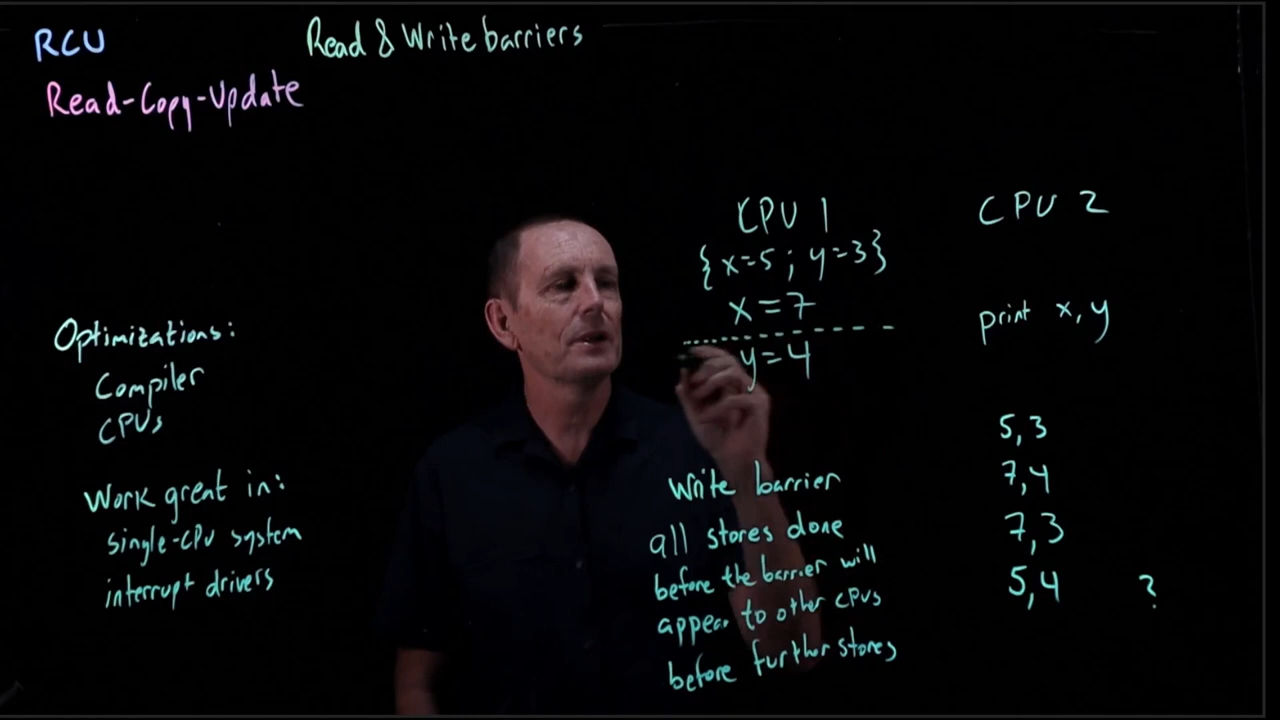 RCU
Read & Write barriers
Read-Copy-Update
Optimizations:
Compiler
CPUs
Work great in:
single-CPU system
interrupt drivers
CPU 1
{x=5; y=3}
x=7
y=4
Write barrier
all stores done
before the barrier will
appear to other CPUs
before further stores
CPU 2
print x, y
5,3
7,4
7,3
5,4 ?